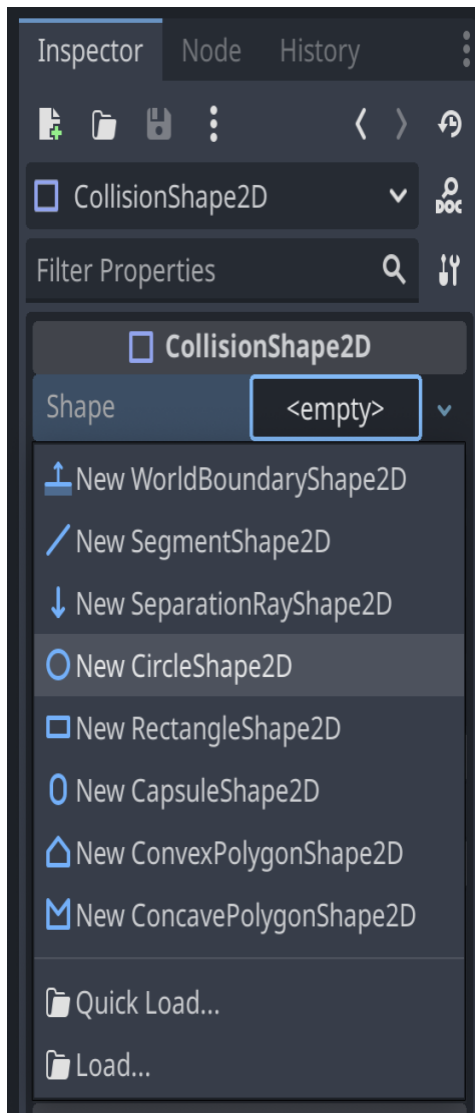 Inspector Node History
CollisionShape2D
DOC
Filter Properties
CollisionShape2D
Shape <empty>
New WorldBoundaryShape2D
New SegmentShape2D
New SeparationRayShape2D
New CircleShape2D
New RectangleShape2D
New CapsuleShape2D
New ConvexPolygonShape2D
New ConcavePolygonShape2D
Quick Load...
Load...